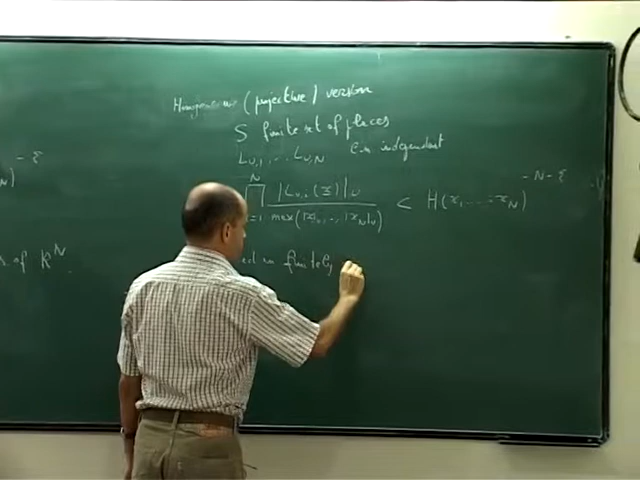 Homogeneous (projective) version
S finite set of places
L_{v,1} ... L_{v,N} lin independent
N
∏ |L_{v,i}(x)|_v / max(|x_1|_v ... |x_N|_v) < H(x_1 ... x_N)^{-N-ε}
i=1
in finitely
- ε
of K^N